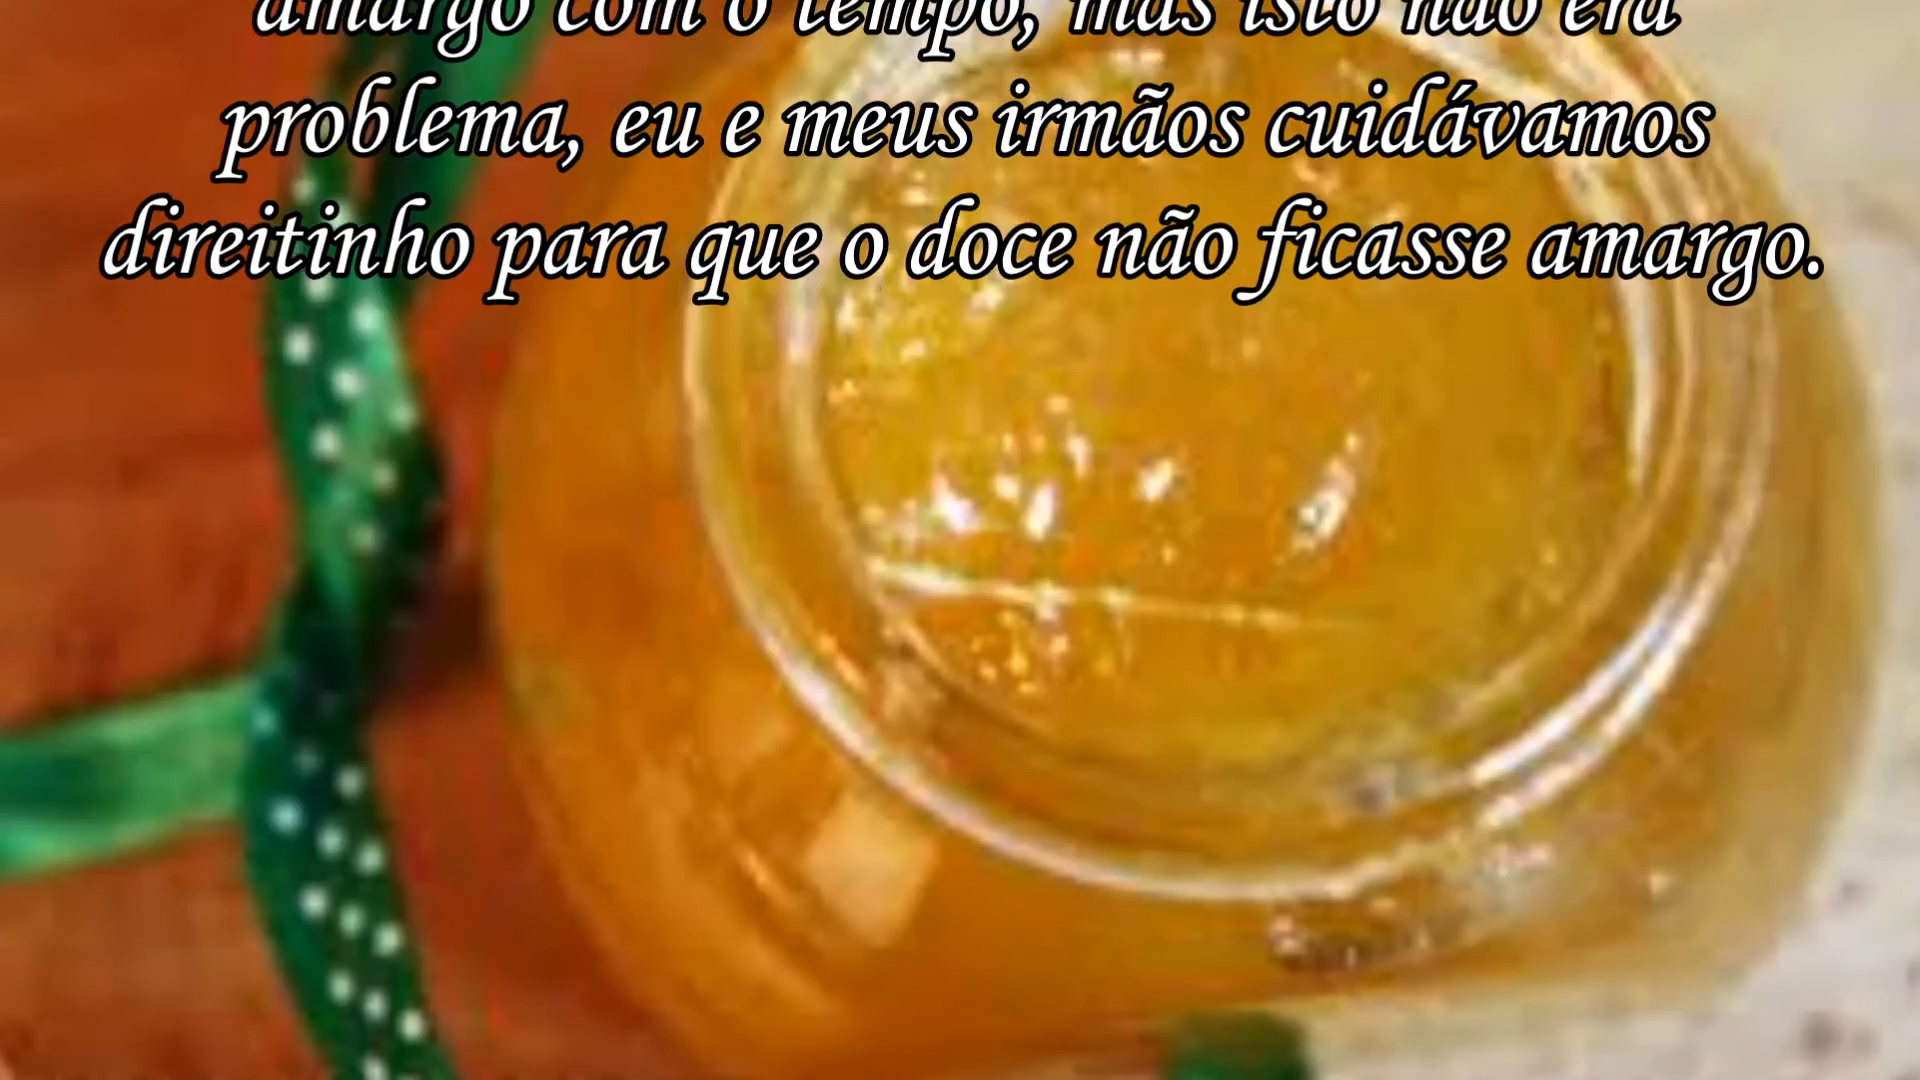 amargo com o tempo, mas isto não era
problema, eu e meus irmãos cuidávamos
direitinho para que o doce não ficasse amargo.